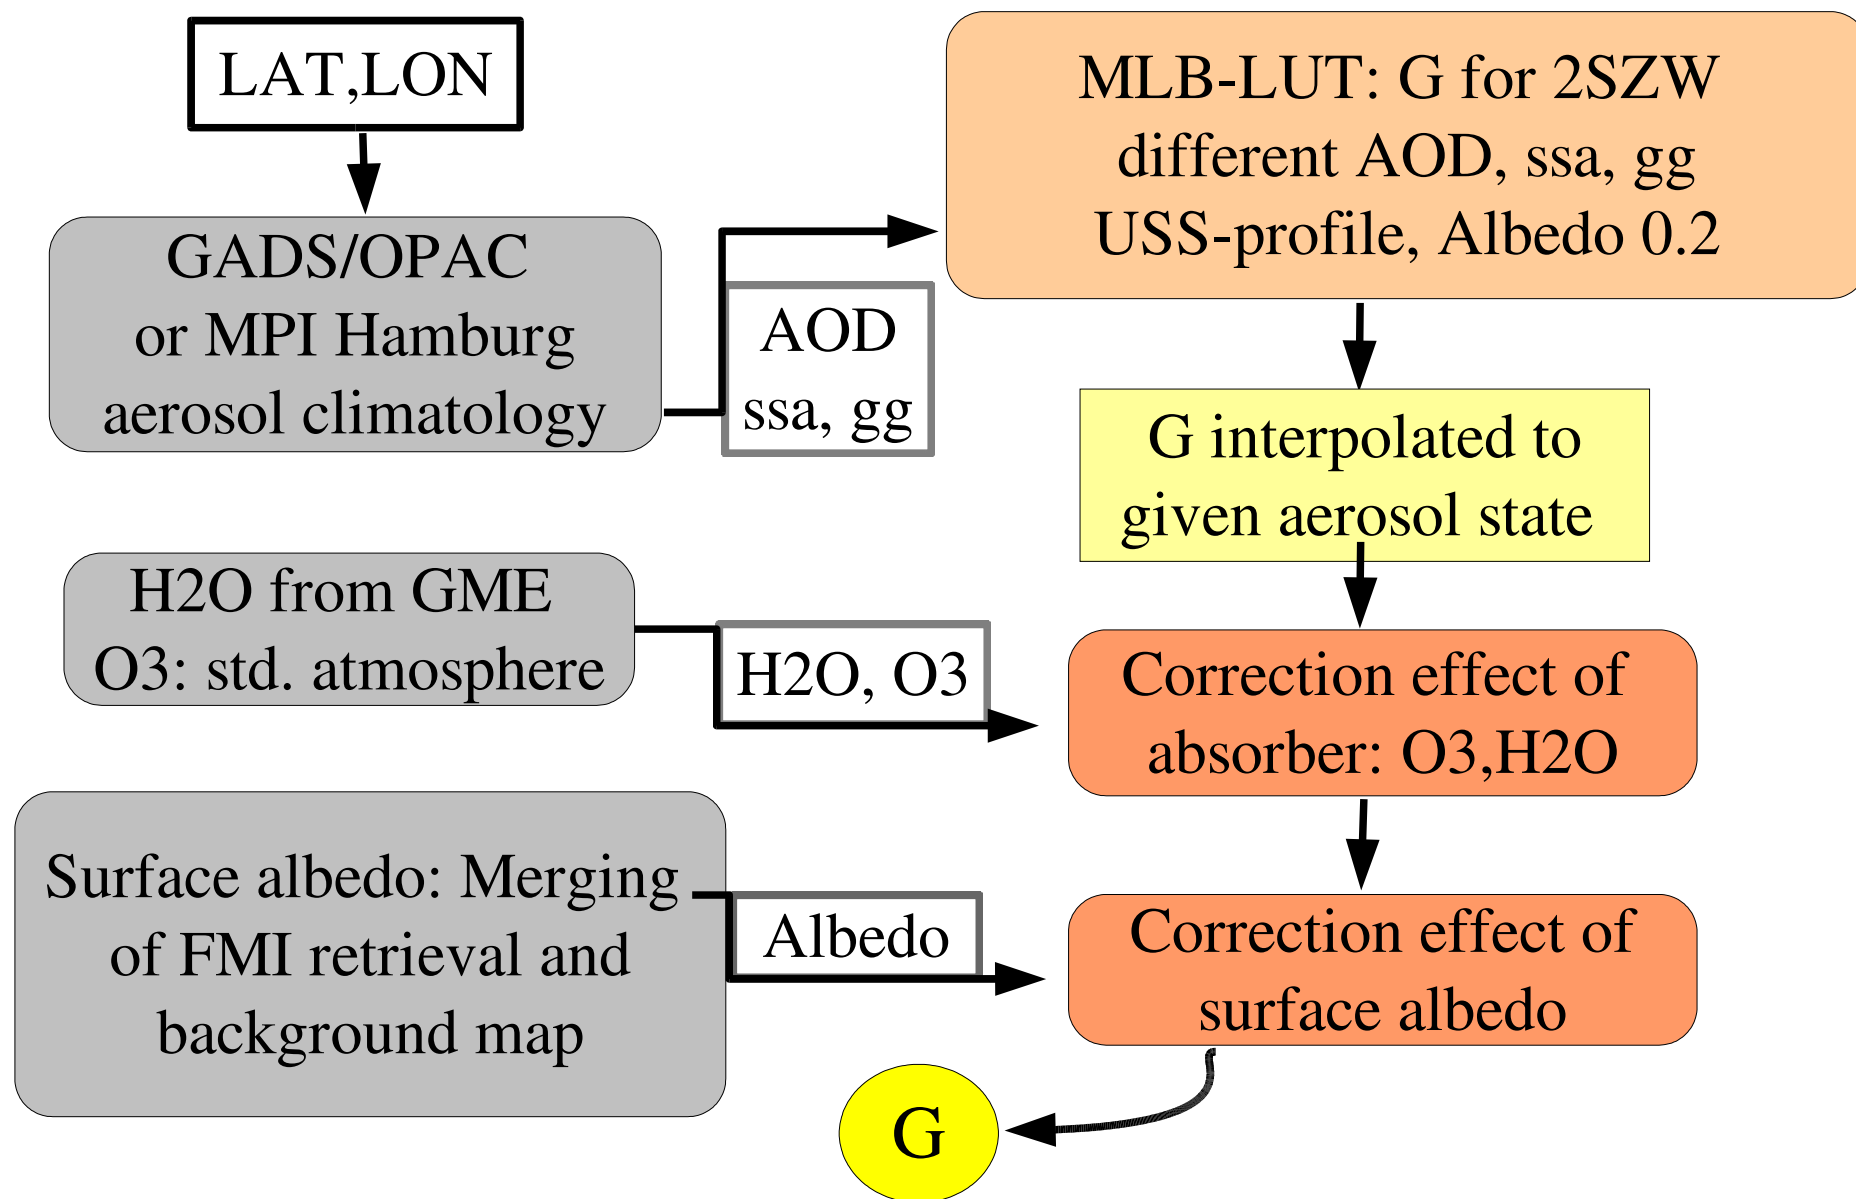 LAT,LON
GADS/OPAC
or MPI Hamburg
aerosol climatology
AOD
ssa, gg
MLB-LUT: G for 2SZW
different AOD, ssa, gg
USS-profile, Albedo 0.2
G interpolated to
given aerosol state
H2O from GME
O3: std. atmosphere
H2O, O3
Correction effect of
absorber: O3,H2O
Surface albedo: Merging
of FMI retrieval and
background map
Albedo
Correction effect of
surface albedo
G